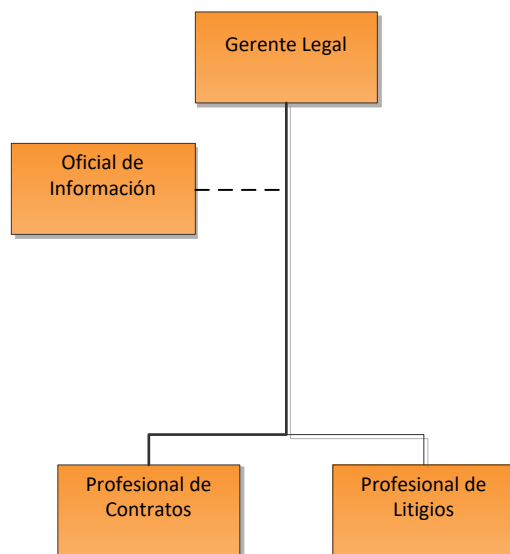 Gerente Legal
Oficial de
Información
Profesional de
Contratos
Profesional de
Litigios